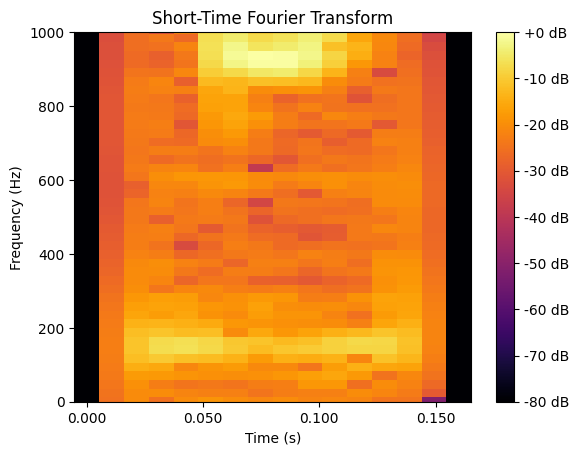 Short-Time Fourier Transform
1000
800
600
400
200
0
Frequency (Hz)
0.000
0.050
0.100
0.150
Time (s)
+0 dB
-10 dB
-20 dB
-30 dB
-40 dB
-50 dB
-60 dB
-70 dB
-80 dB